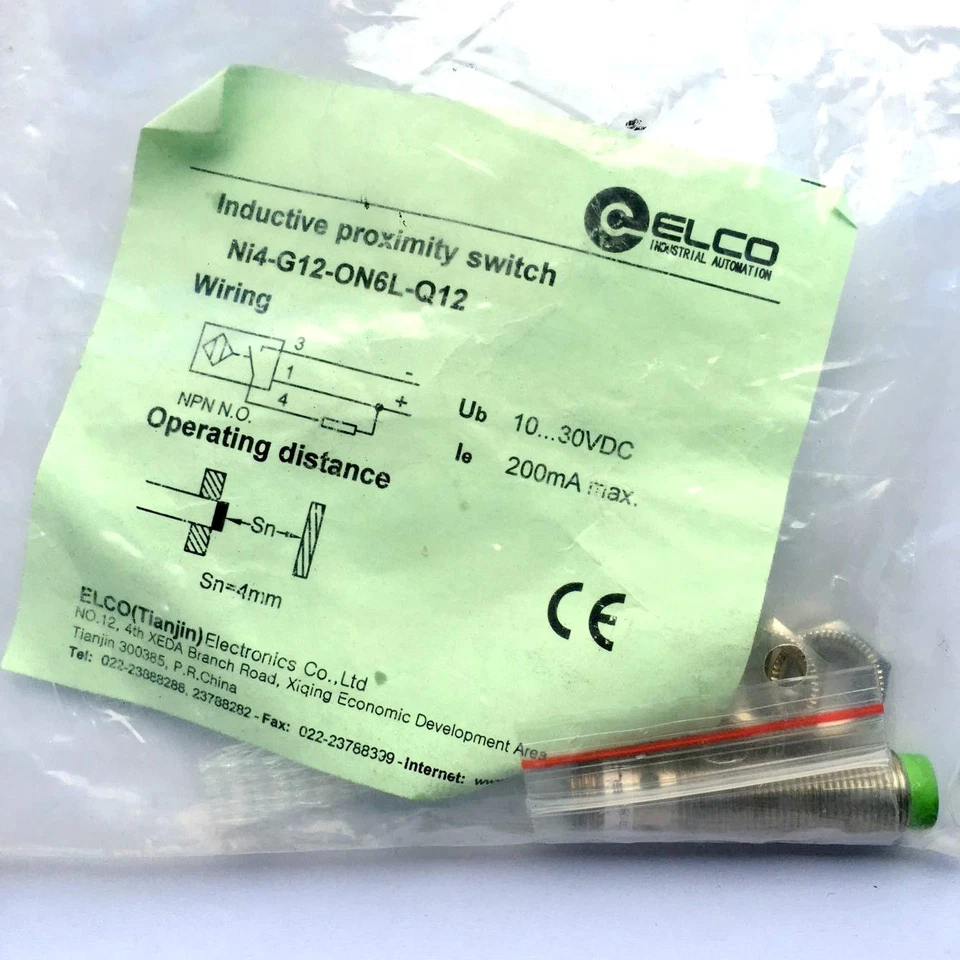 ELCO
INDUSTRIAL AUTOMATION
Inductive proximity switch
Ni4-G12-ON6L-Q12
Wiring
3
-
1
+
4
NPN N.O.
Ub 10...30VDC
Ie 200mA max.
Operating distance
Sn
Sn=4mm
CE
ELCO(Tianjin)Electronics Co.,Ltd
NO.12, 4th XEDA Branch Road, Xiqing Economic Development Area
Tianjin 300385, P.R.China
Tel: 022-23888288, 23788282 - Fax: 022-23788399 - Internet: